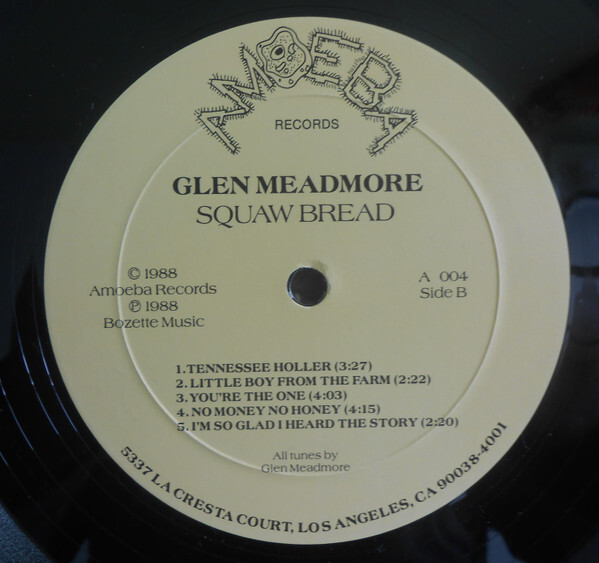 AMOEBA
RECORDS
GLEN MEADMORE
SQUAW BREAD
© 1988
Amoeba Records
℗ 1988
Bozette Music
A 004
Side B
1.TENNESSEE HOLLER (3:27)
2. LITTLE BOY FROM THE FARM (2:22)
3. YOU'RE THE ONE (4:03)
4. NO MONEY NO HONEY (4:15)
5. I'M SO GLAD I HEARD THE STORY (2:20)
All tunes by
Glen Meadmore
5337 LA CRESTA COURT, LOS ANGELES, CA 90038-4001